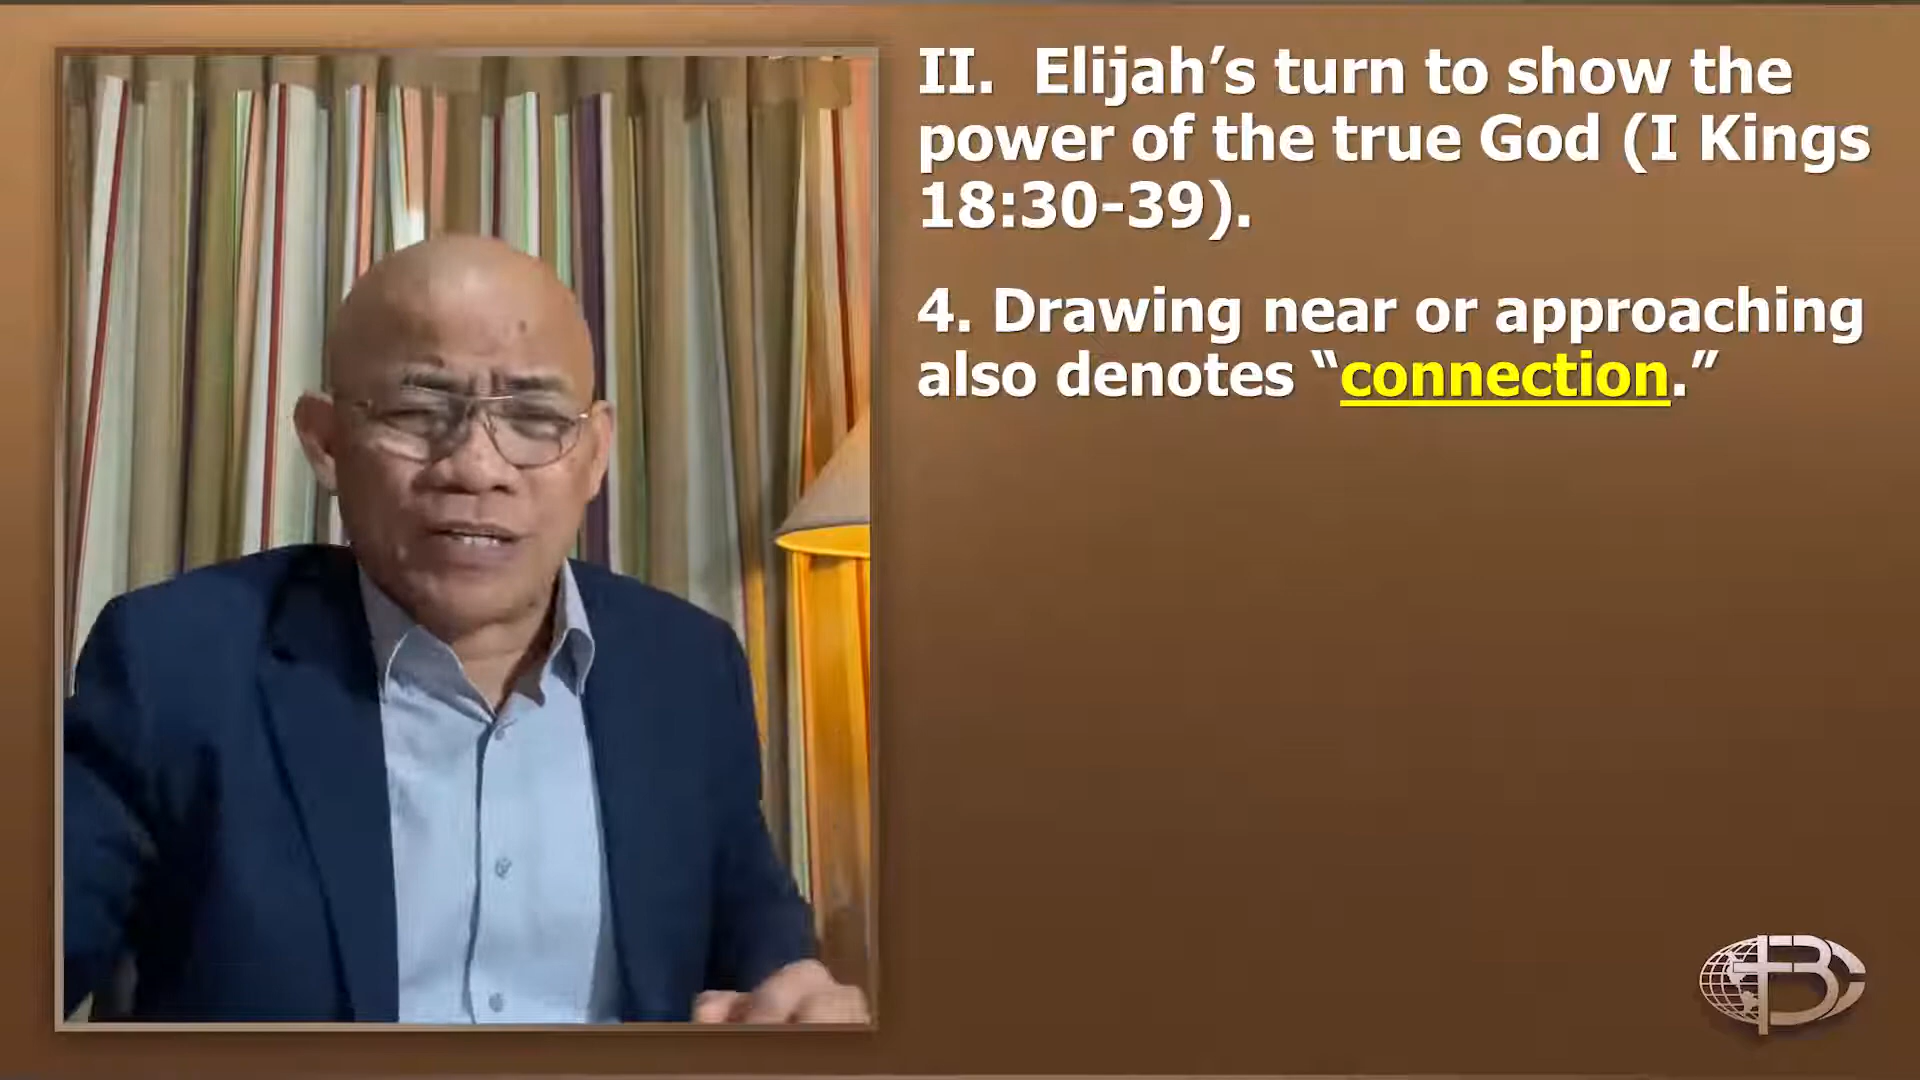 II.  Elijah’s turn to show the
power of the true God (I Kings
18:30-39).
4. Drawing near or approaching
also denotes “connection.”